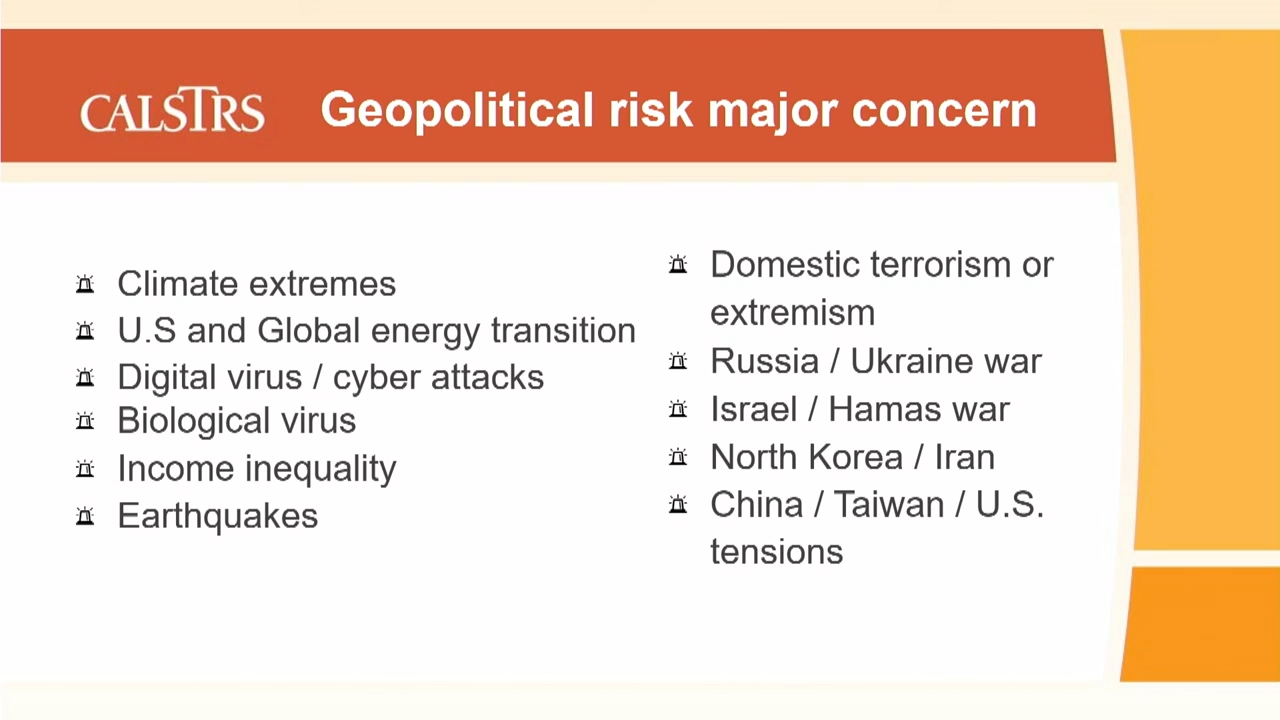 CALSTRS
Geopolitical risk major concern
Climate extremes
U.S and Global energy transition
Digital virus / cyber attacks
Biological virus
Income inequality
Earthquakes
Domestic terrorism or
extremism
Russia / Ukraine war
Israel / Hamas war
North Korea / Iran
China / Taiwan / U.S.
tensions